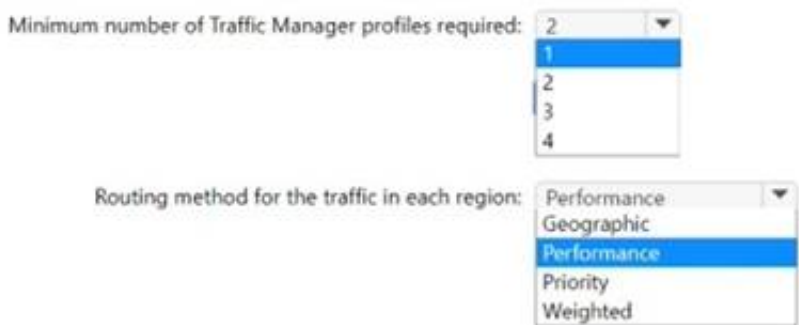 Minimum number of Traffic Manager profiles required: 2
1
2
3
4
Routing method for the traffic in each region: Performance
Geographic
Performance
Priority
Weighted